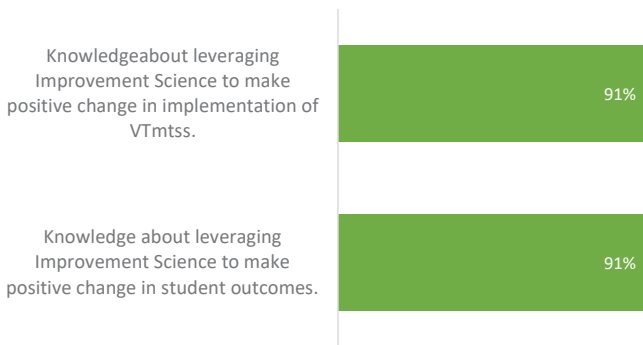 Knowledgeabout leveraging
Improvement Science to make
positive change in implementation of
VTmtss.
91%
Knowledge about leveraging
Improvement Science to make
positive change in student outcomes.
91%